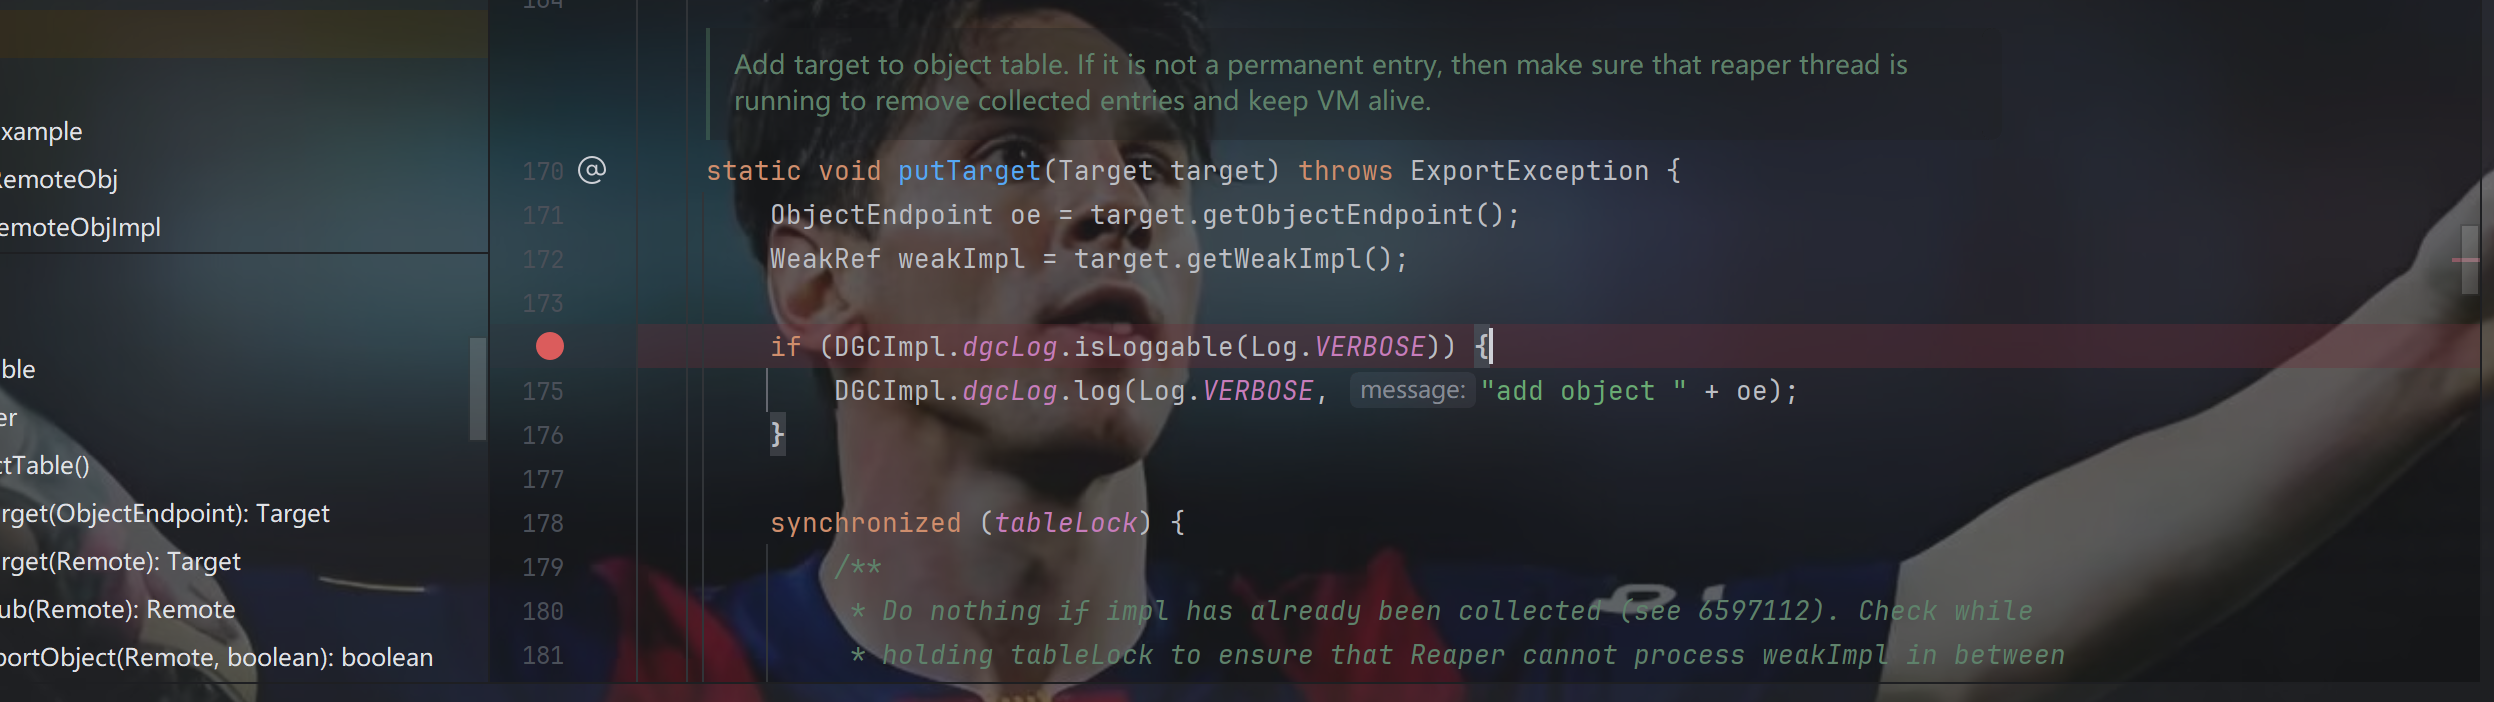 xample
RemoteObj
emoteObjImpl
ble
er
ctTable()
rget(ObjectEndpoint): Target
rget(Remote): Target
ub(Remote): Remote
portObject(Remote, boolean): boolean
Add target to object table. If it is not a permanent entry, then make sure that reaper thread is
running to remove collected entries and keep VM alive.
170 @ static void putTarget(Target target) throws ExportException {
171 ObjectEndpoint oe = target.getObjectEndpoint();
172 WeakRef weakImpl = target.getWeakImpl();
173
if (DGCImpl.dgcLog.isLoggable(Log.VERBOSE)) {
175 DGCImpl.dgcLog.log(Log.VERBOSE, message: "add object " + oe);
176 }
177
178 synchronized (tableLock) {
179 /**
180 * Do nothing if impl has already been collected (see 6597112). Check while
181 * holding tableLock to ensure that Reaper cannot process weakImpl in between